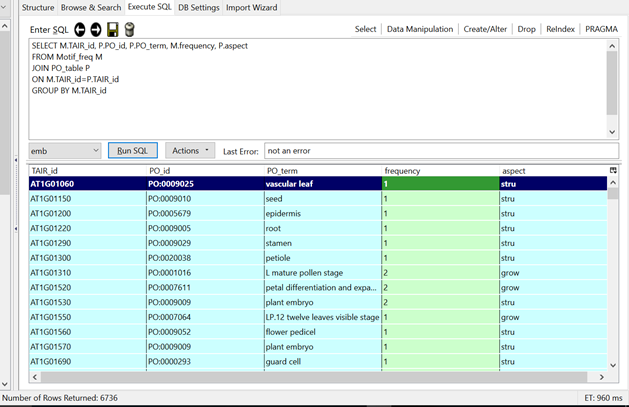 Structure Browse & Search Execute SQL DB Settings Import Wizard
Enter SQL Select Data Manipulation Create/Alter Drop ReIndex PRAGMA
SELECT M.TAIR_id, P.PO_id, P.PO_term, M.frequency, P.aspect
FROM Motif_freq M
JOIN PO_table P
ON M.TAIR_id=P.TAIR_id
GROUP BY M.TAIR_id
emb Run SQL Actions Last Error: not an error
TAIR_id PO_id PO_term frequency aspect
AT1G01060 PO:0009025 vascular leaf 1 stru
AT1G01150 PO:0009010 seed 1 stru
AT1G01200 PO:0005679 epidermis 1 stru
AT1G01220 PO:0009005 root 1 stru
AT1G01290 PO:0009029 stamen 1 stru
AT1G01300 PO:0020038 petiole 1 stru
AT1G01310 PO:0001016 L mature pollen stage 2 grow
AT1G01520 PO:0007611 petal differentiation and expa... 2 grow
AT1G01530 PO:0009009 plant embryo 2 stru
AT1G01550 PO:0007064 LP.12 twelve leaves visible stage 1 grow
AT1G01560 PO:0009052 flower pedicel 1 stru
AT1G01570 PO:0009009 plant embryo 1 stru
AT1G01690 PO:0000293 guard cell 1 stru
Number of Rows Returned: 6736 ET: 960 ms